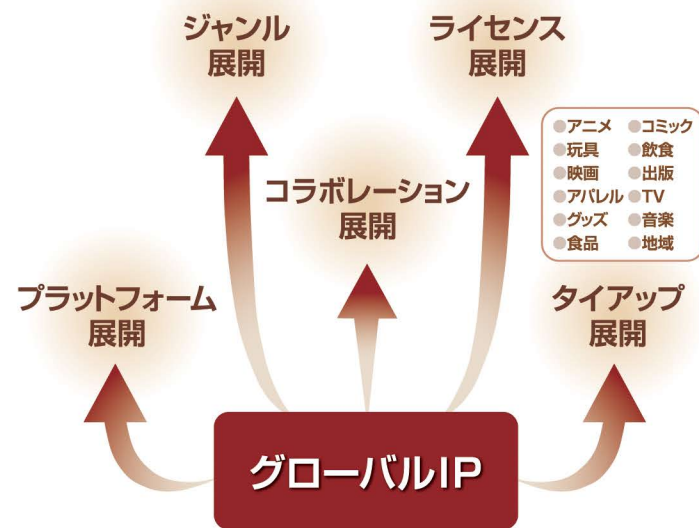 ジャンル
展開
ライセンス
展開
●アニメ ●コミック
●玩具 ●飲食
●映画 ●出版
●アパレル ●TV
●グッズ ●音楽
●食品 ●地域
コラボレーション
展開
プラットフォーム
展開
タイアップ
展開
グローバルIP